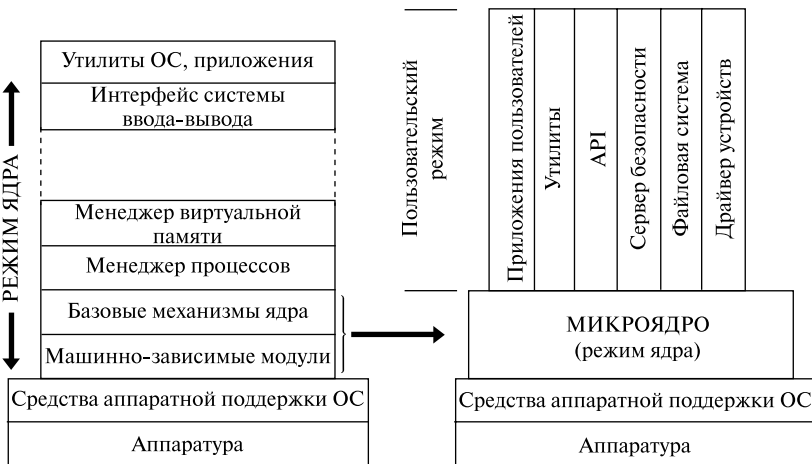 Утилиты ОС, приложения
Интерфейс системы
ввода-вывода
РЕЖИМ ЯДРА
Менеджер виртуальной
памяти
Менеджер процессов
Базовые механизмы ядра
Машинно-зависимые модули
Средства аппаратной поддержки ОС
Аппаратура
Пользовательский
режим
Приложения пользователей
Утилиты
API
Сервер безопасности
Файловая система
Драйвер устройств
МИКРОЯДРО
(режим ядра)
Средства аппаратной поддержки ОС
Аппаратура